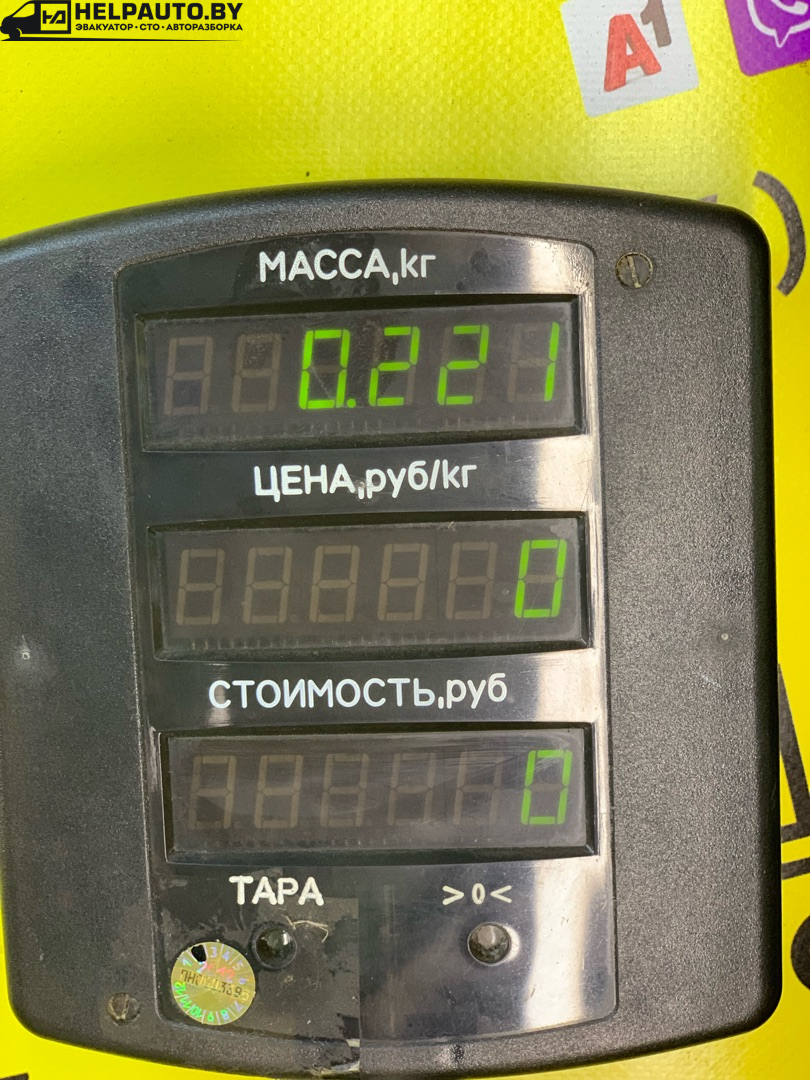 HELPAUTO.BY
ЭВАКУАТОР • СТО • АВТОРАЗБОРКА
A1
МАССА,кг
0.221
ЦЕНА,руб/кг
0
СТОИМОСТЬ,руб
0
ТАРА >0<